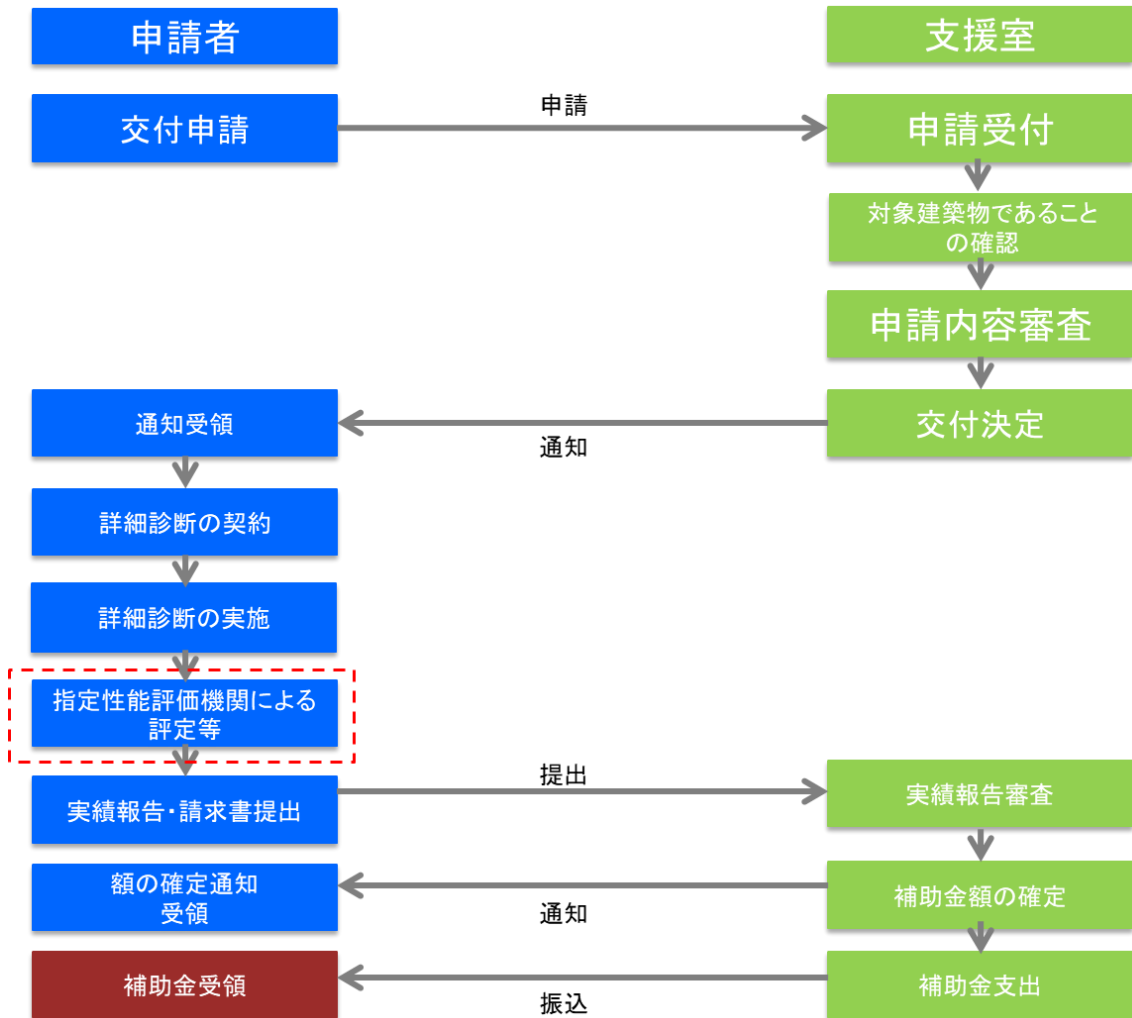 申請者
支援室
交付申請
申請
申請受付
対象建築物であること
の確認
申請内容審査
通知受領
通知
交付決定
詳細診断の契約
詳細診断の実施
指定性能評価機関による
評定等
実績報告・請求書提出
提出
実績報告審査
額の確定通知
受領
通知
補助金額の確定
補助金受領
振込
補助金支出